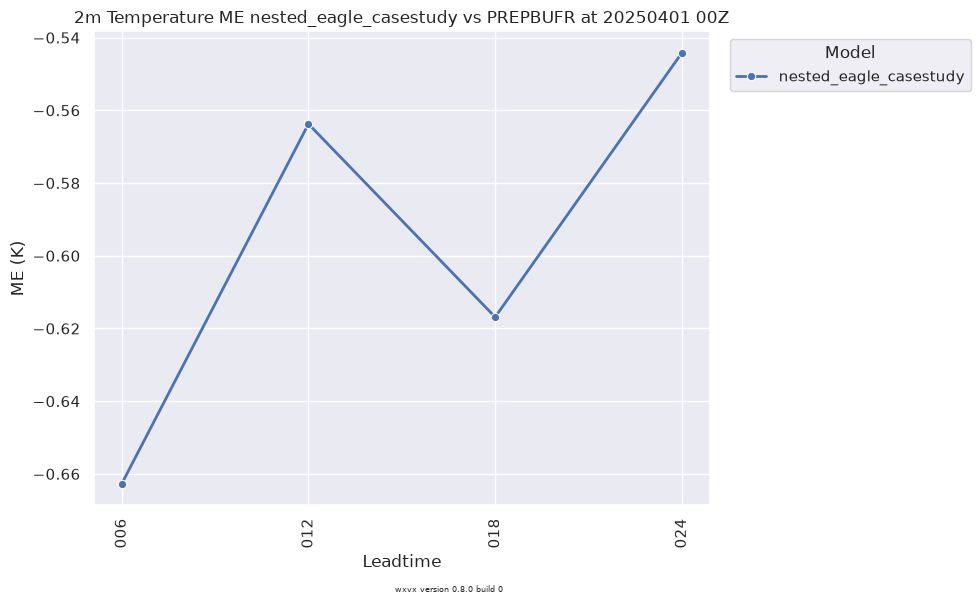 2m Temperature ME nested_eagle_casestudy vs PREPBUFR at 20250401 00Z
Model
nested_eagle_casestudy
ME (K)
−0.54
−0.56
−0.58
−0.60
−0.62
−0.64
−0.66
006
012
018
024
Leadtime
wxvx version 0.8.0 build 0